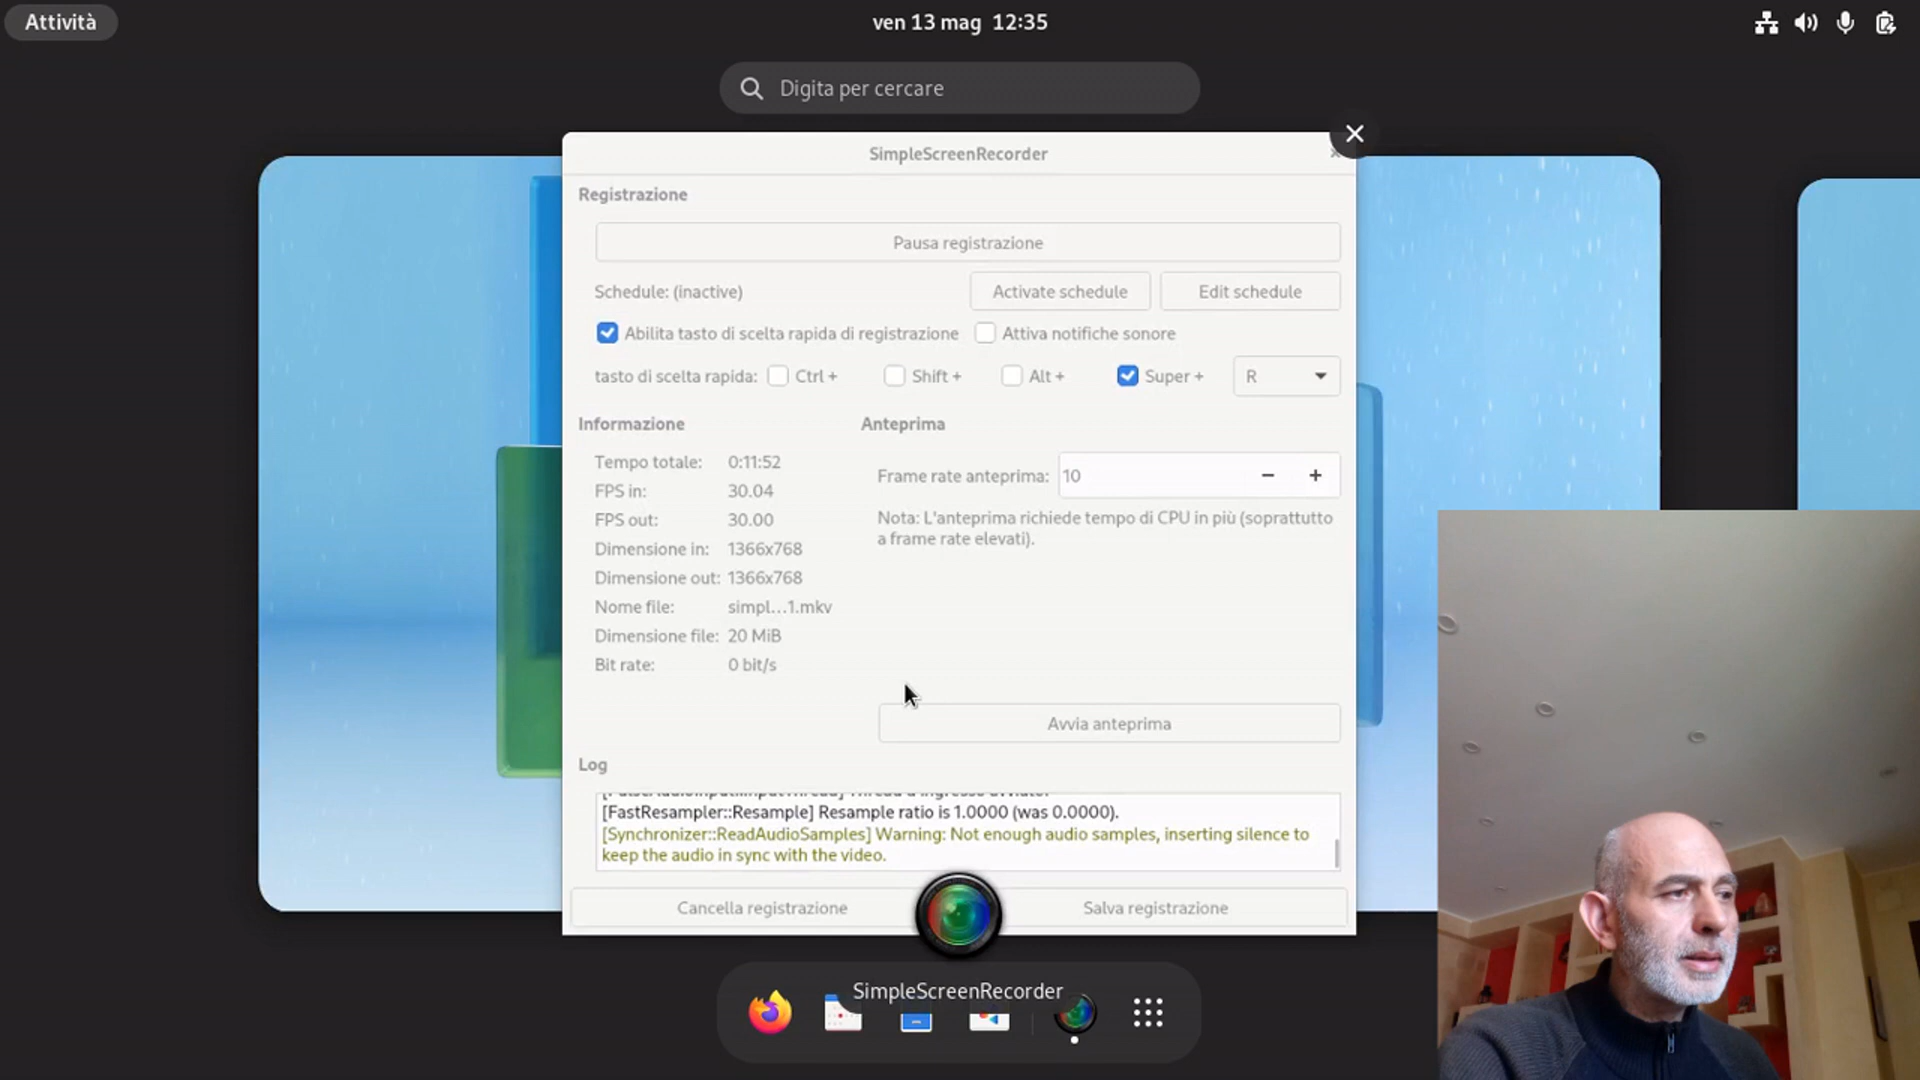 Attività
ven 13 mag 12:35
Digita per cercare
SimpleScreenRecorder
Registrazione
Pausa registrazione
Schedule: (inactive) Activate schedule Edit schedule
Abilita tasto di scelta rapida di registrazione Attiva notifiche sonore
tasto di scelta rapida: Ctrl + Shift + Alt + Super + R
Informazione
Tempo totale: 0:11:52
FPS in: 30.04
FPS out: 30.00
Dimensione in: 1366x768
Dimensione out: 1366x768
Nome file: simpl...1.mkv
Dimensione file: 20 MiB
Bit rate: 0 bit/s
Anteprima
Frame rate anteprima: 10 − +
Nota: L'anteprima richiede tempo di CPU in più (soprattutto
a frame rate elevati).
Avvia anteprima
Log
[FastResampler::Resample] Resample ratio is 1.0000 (was 0.0000).
[Synchronizer::ReadAudioSamples] Warning: Not enough audio samples, inserting silence to
keep the audio in sync with the video.
Cancella registrazione Salva registrazione
SimpleScreenRecorder